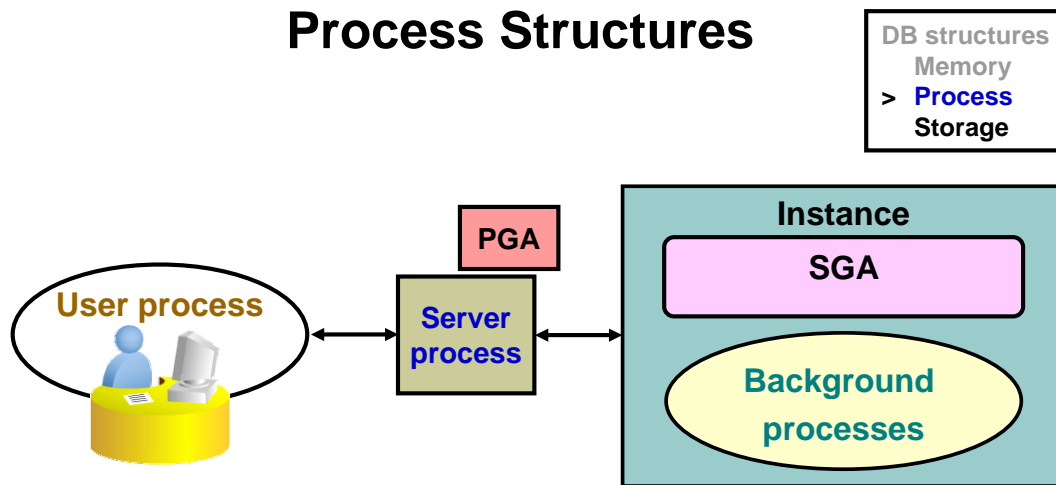 Process Structures
DB structures
Memory
> Process
Storage
PGA
User process
Server
process
Instance
SGA
Background
processes